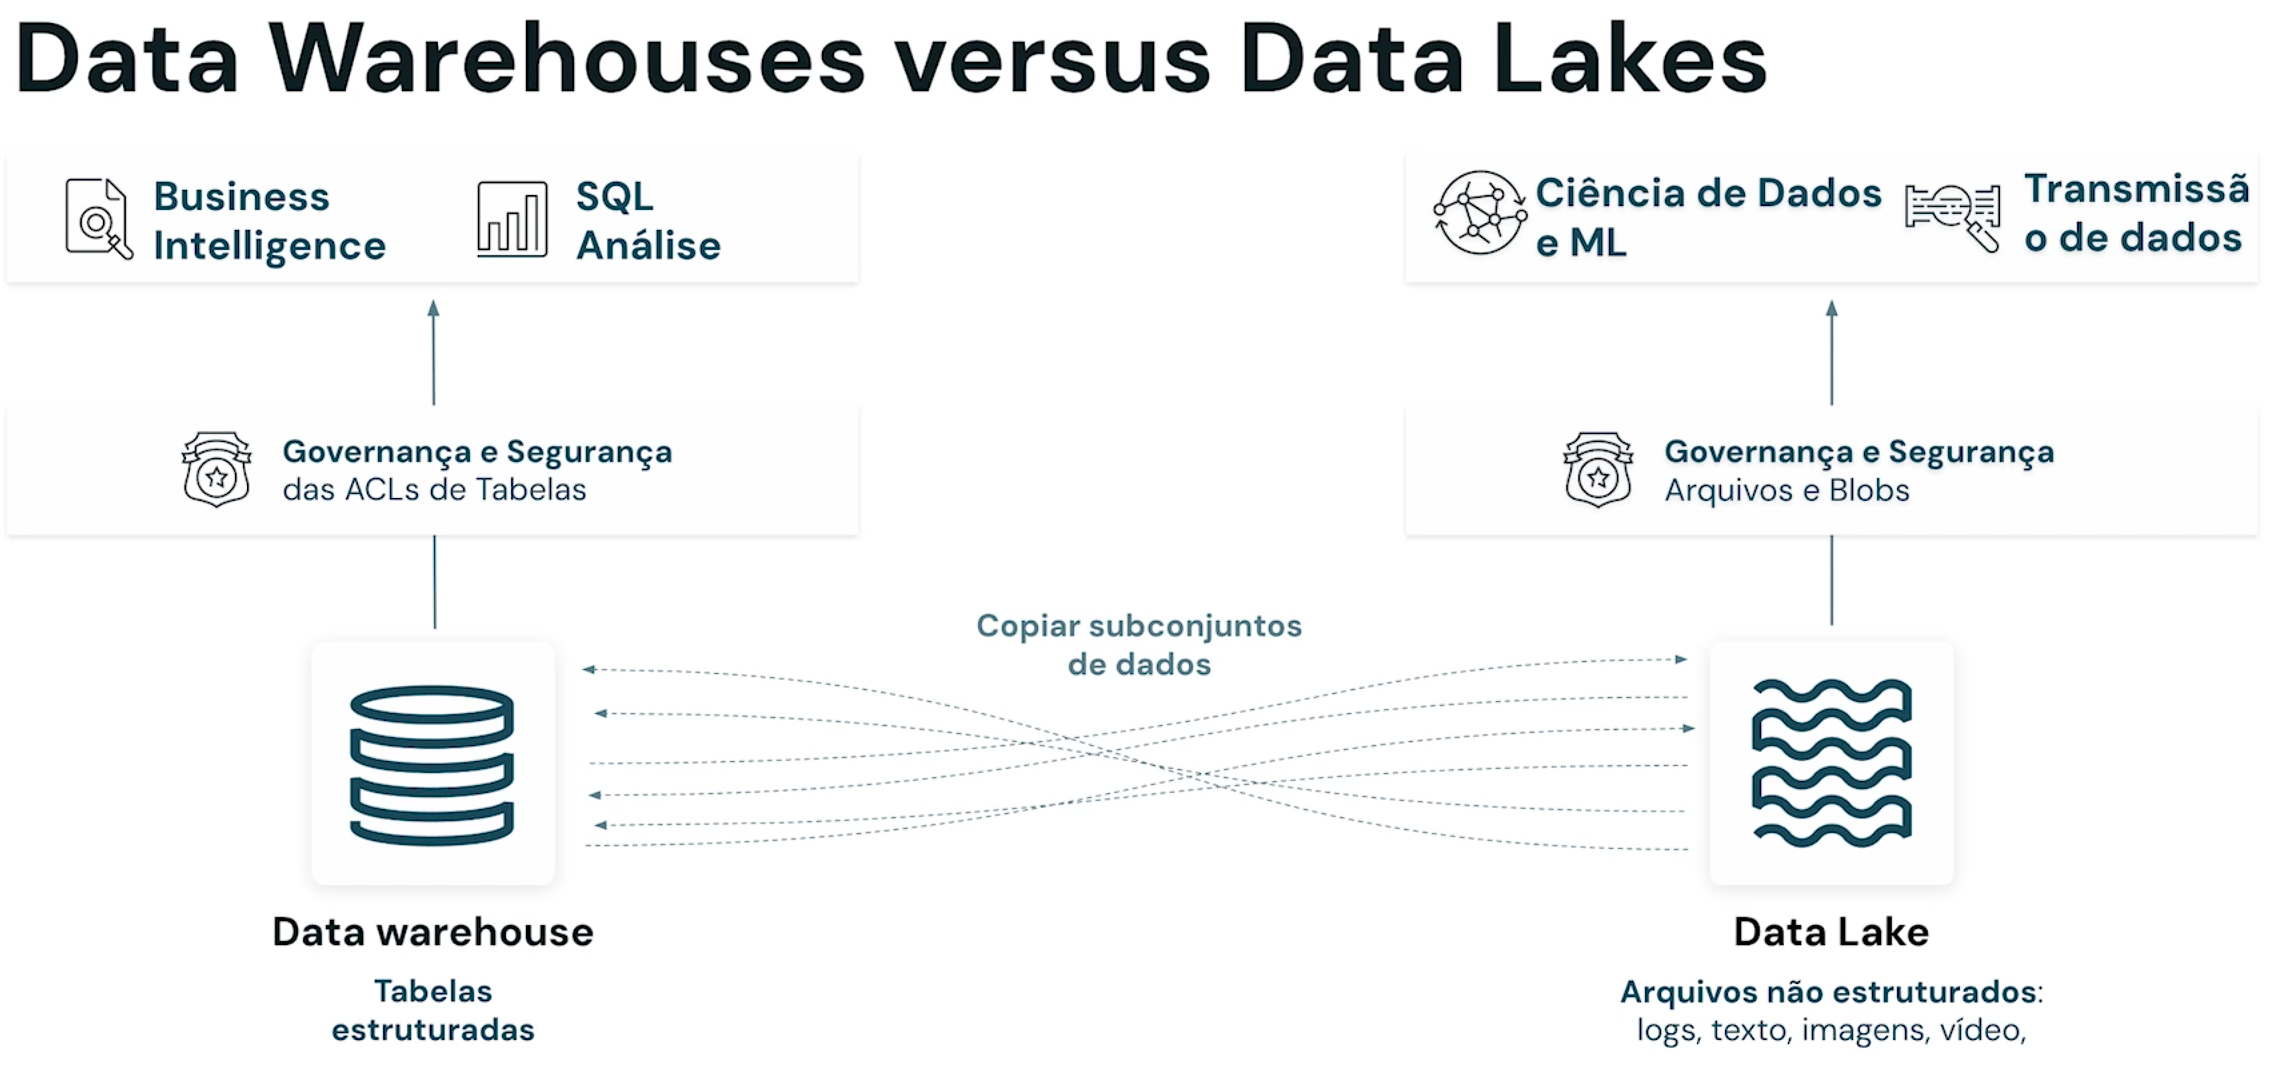 Data Warehouses versus Data Lakes
Business
Intelligence
SQL
Análise
Ciência de Dados
e ML
Transmissã
o de dados
Governança e Segurança
das ACLs de Tabelas
Governança e Segurança
Arquivos e Blobs
Copiar subconjuntos
de dados
Data warehouse
Tabelas
estruturadas
Data Lake
Arquivos não estruturados:
logs, texto, imagens, vídeo,